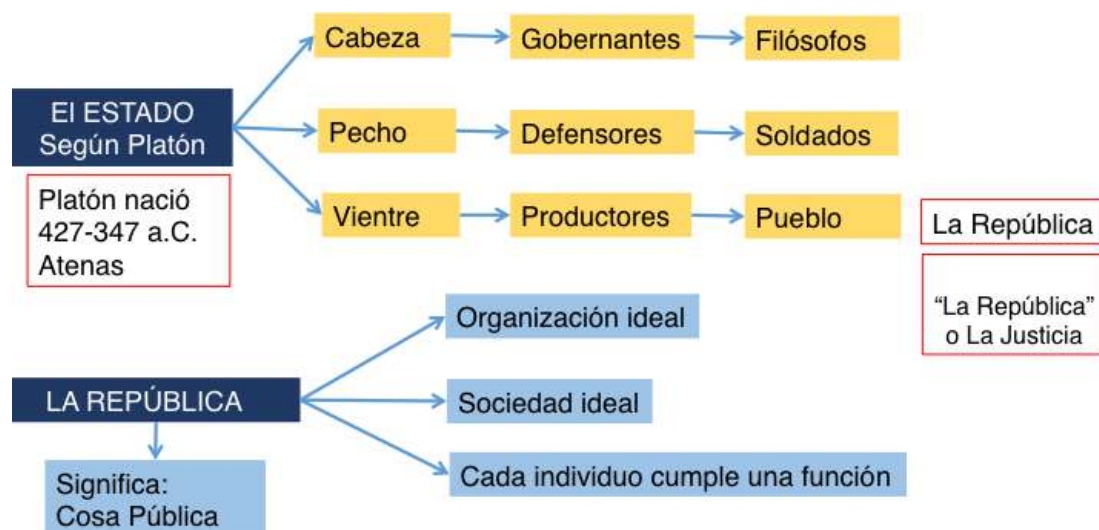 El ESTADO
Según Platón
Platón nació
427-347 a.C.
Atenas
Cabeza
Gobernantes
Filósofos
Pecho
Defensores
Soldados
Vientre
Productores
Pueblo
La República
“La República”
o La Justicia
LA REPÚBLICA
Significa:
Cosa Pública
Organización ideal
Sociedad ideal
Cada individuo cumple una función